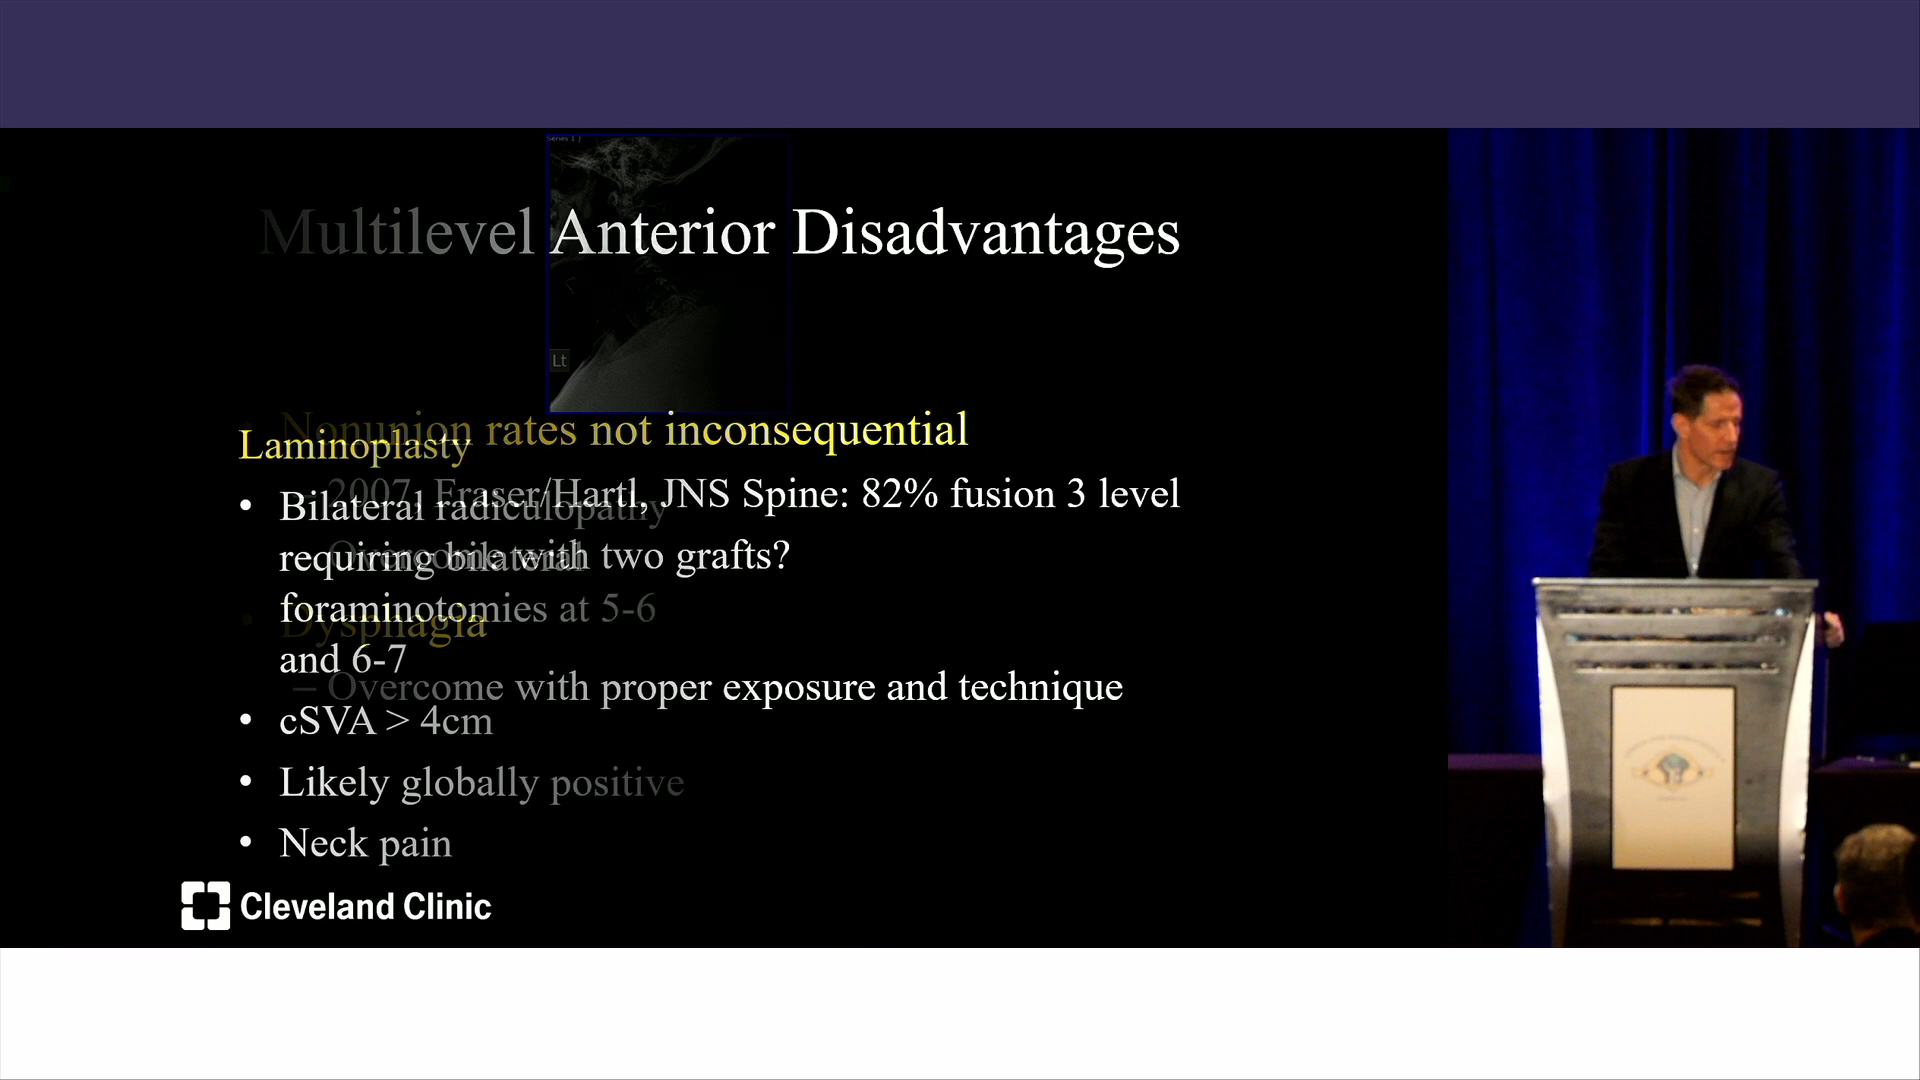 Series 1 /
Multilevel Anterior Disadvantages
Lt
Nonunion rates not inconsequential
Laminoplasty
– 2007, Fraser/Hartl, JNS Spine: 82% fusion 3 level
• Bilateral radiculopathy
– Overcome with two grafts?
requiring bilateral
foraminotomies at 5-6
• Dysphagia
and 6-7
– Overcome with proper exposure and technique
• cSVA > 4cm
• Likely globally positive
• Neck pain
Cleveland Clinic